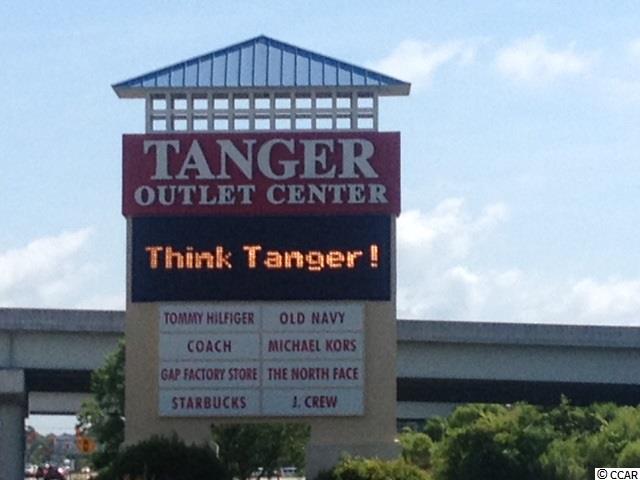 TANGER
OUTLET CENTER
Think Tanger!
TOMMY HILFIGER OLD NAVY
COACH MICHAEL KORS
GAP FACTORY STORE THE NORTH FACE
STARBUCKS J. CREW
© CCAR